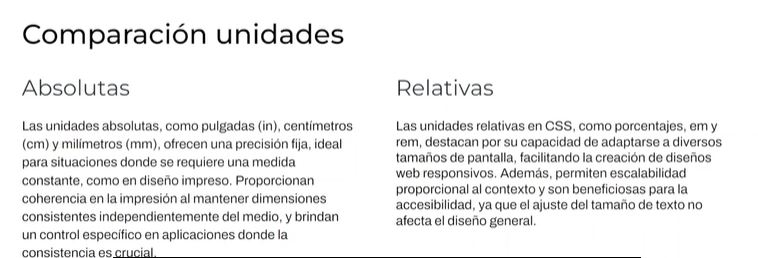 Comparación unidades
Absolutas
Las unidades absolutas, como pulgadas (in), centímetros
(cm) y milímetros (mm), ofrecen una precisión fija, ideal
para situaciones donde se requiere una medida
constante, como en diseño impreso. Proporcionan
coherencia en la impresión al mantener dimensiones
consistentes independientemente del medio, y brindan
un control específico en aplicaciones donde la
consistencia es crucial.
Relativas
Las unidades relativas en CSS, como porcentajes, em y
rem, destacan por su capacidad de adaptarse a diversos
tamaños de pantalla, facilitando la creación de diseños
web responsivos. Además, permiten escalabilidad
proporcional al contexto y son beneficiosas para la
accesibilidad, ya que el ajuste del tamaño de texto no
afecta el diseño general.